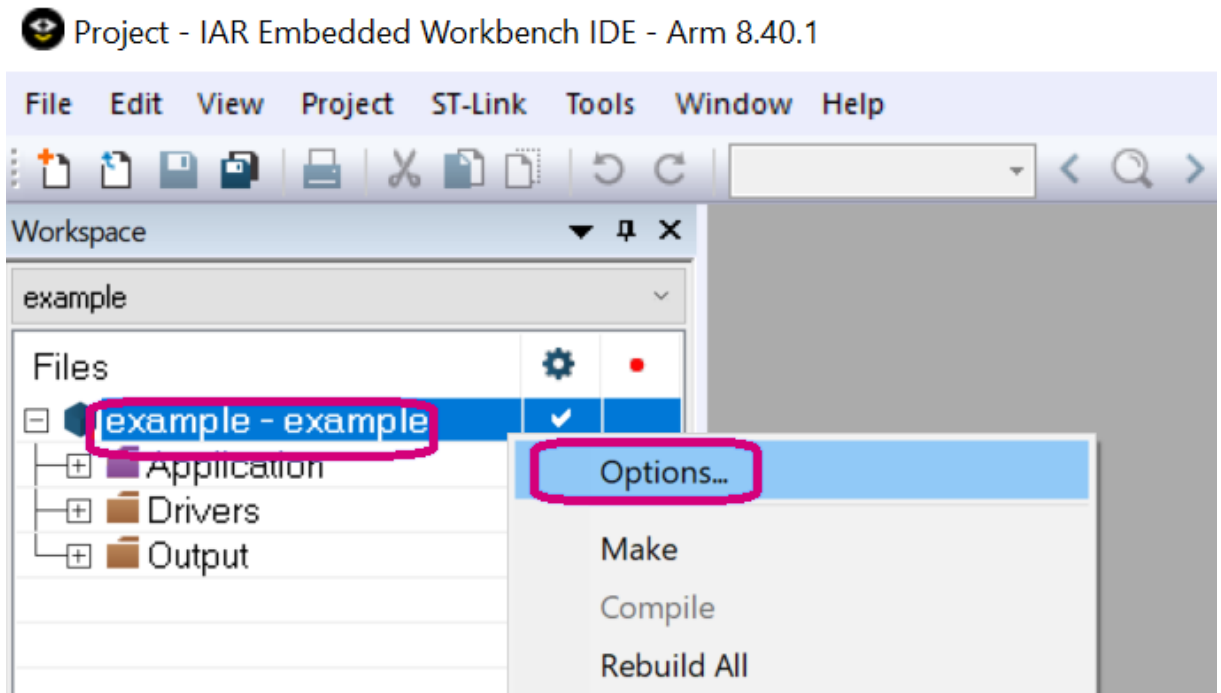 Project - IAR Embedded Workbench IDE - Arm 8.40.1
File Edit View Project ST-Link Tools Window Help
Workspace
example
Files
example - example
Application
Options...
Drivers
Output
Make
Compile
Rebuild All